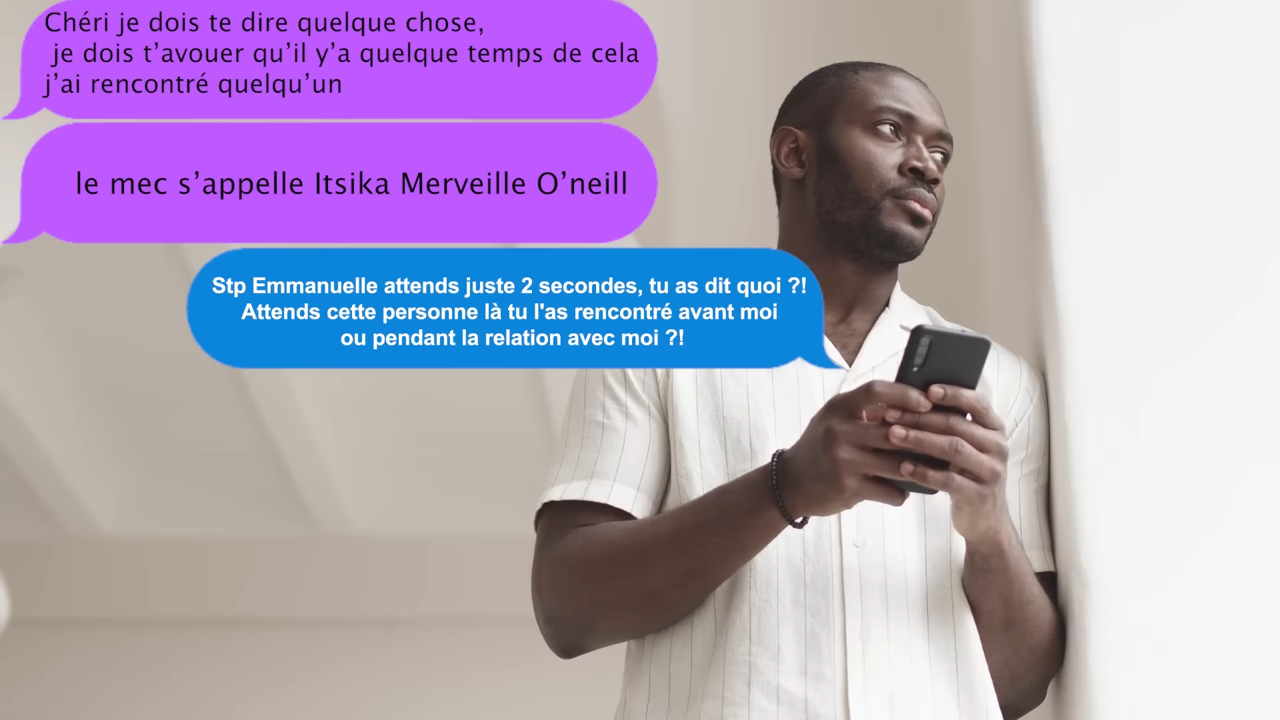 Chéri je dois te dire quelque chose,
je dois t’avouer qu’il y’a quelque temps de cela
j’ai rencontré quelqu’un
le mec s’appelle Itsika Merveille O’neill
Stp Emmanuelle attends juste 2 secondes, tu as dit quoi ?!
Attends cette personne là tu l'as rencontré avant moi
ou pendant la relation avec moi ?!